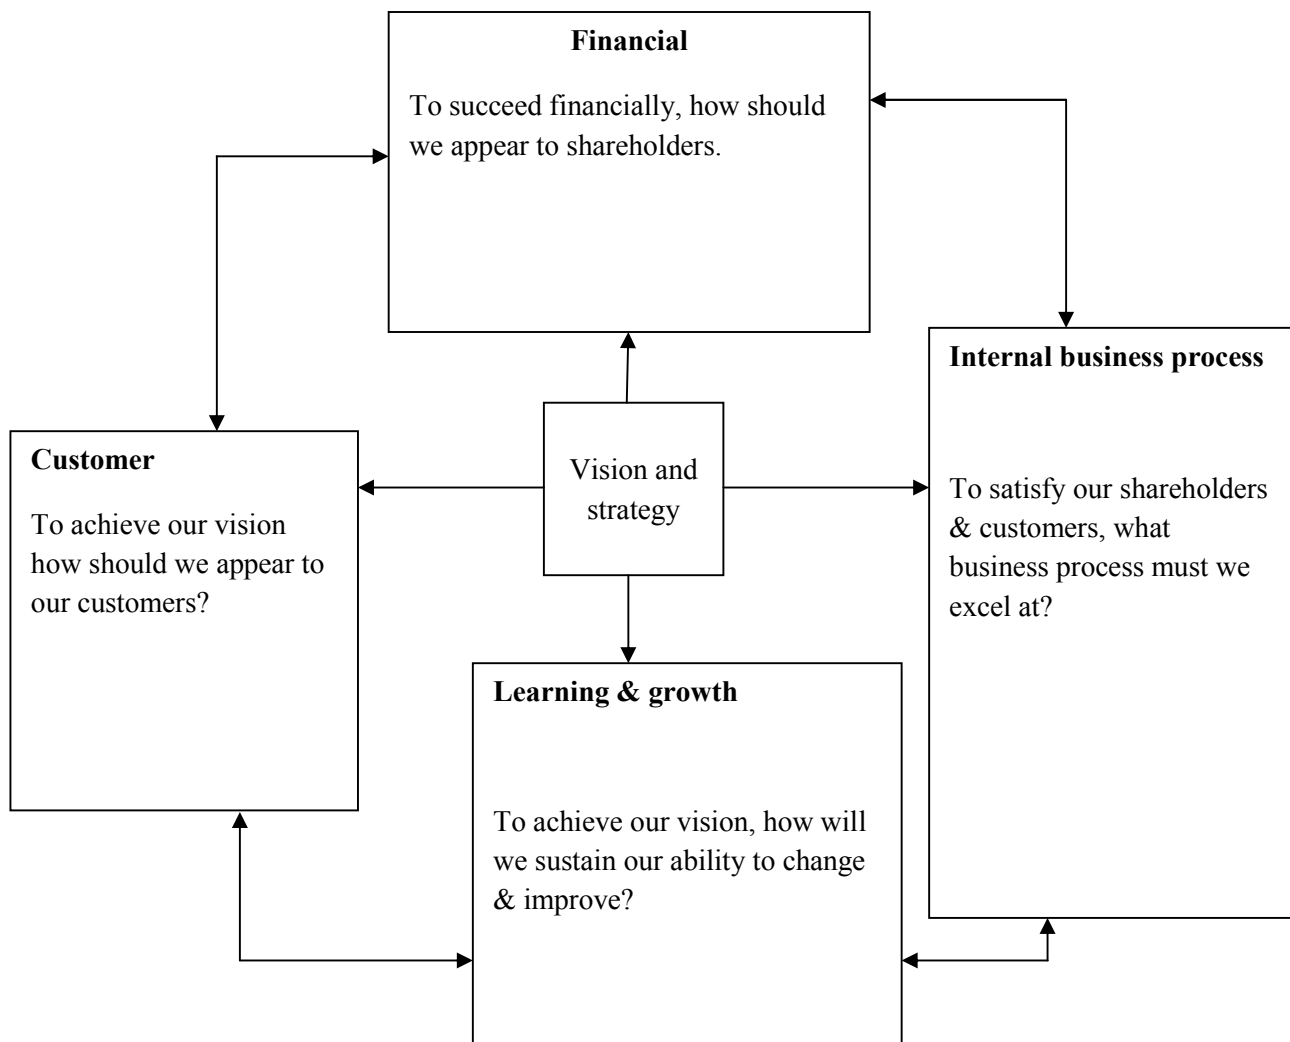 Financial
To succeed financially, how should
we appear to shareholders.
Internal business process
To satisfy our shareholders
& customers, what
business process must we
excel at?
Vision and
strategy
Customer
To achieve our vision
how should we appear to
our customers?
Learning & growth
To achieve our vision, how will
we sustain our ability to change
& improve?